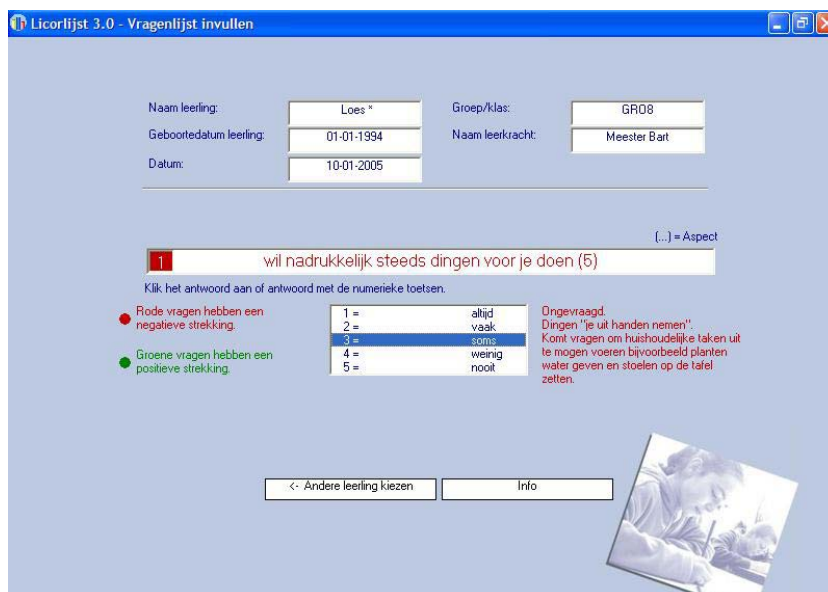 Licorlijst 3.0 - Vragenlijst invullen
Naam leerling: Loes * Groep/klas: GRO8
Geboortedatum leerling: 01-01-1994 Naam leerkracht: Meester Bart
Datum: 10-01-2005
(...) = Aspect
1 wil nadrukkelijk steeds dingen voor je doen (5)
Klik het antwoord aan of antwoord met de numerieke toetsen.
Rode vragen hebben een
negatieve strekking.
Groene vragen hebben een
positieve strekking.
1 = altijd
2 = vaak
3 = soms
4 = weinig
5 = nooit
Ongevraagd.
Dingen "je uit handen nemen".
Komt vragen om huishoudelijke taken uit
te mogen voeren bijvoorbeeld planten
water geven en stoelen op de tafel
zetten.
<- Andere leerling kiezen Info